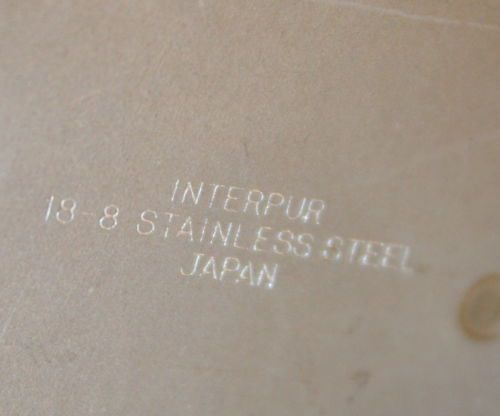 INTERPUR
18-8 STAINLESS STEEL
JAPAN